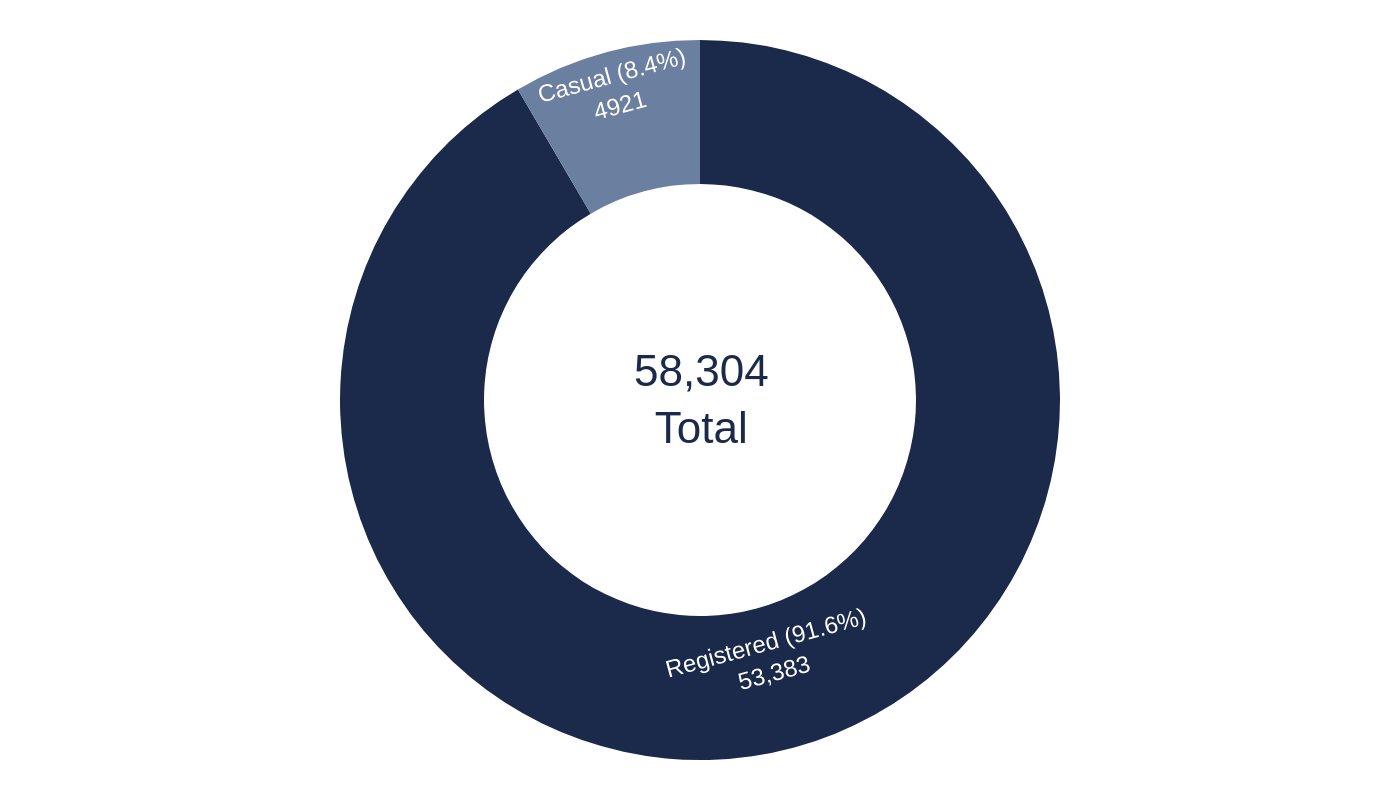 Casual (8.4%)
4921
58,304
Total
Registered (91.6%)
53,383